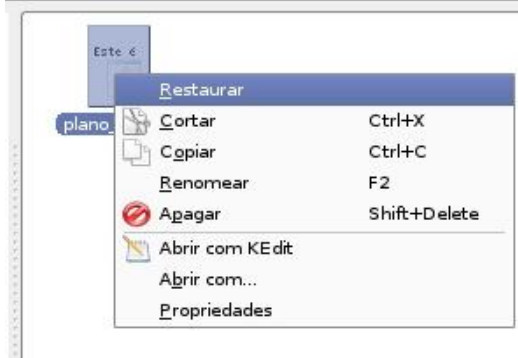 Este é
plano_
Restaurar
Cortar Ctrl+X
Copiar Ctrl+C
Renomear F2
Apagar Shift+Delete
Abrir com KEdit
Abrir com...
Propriedades